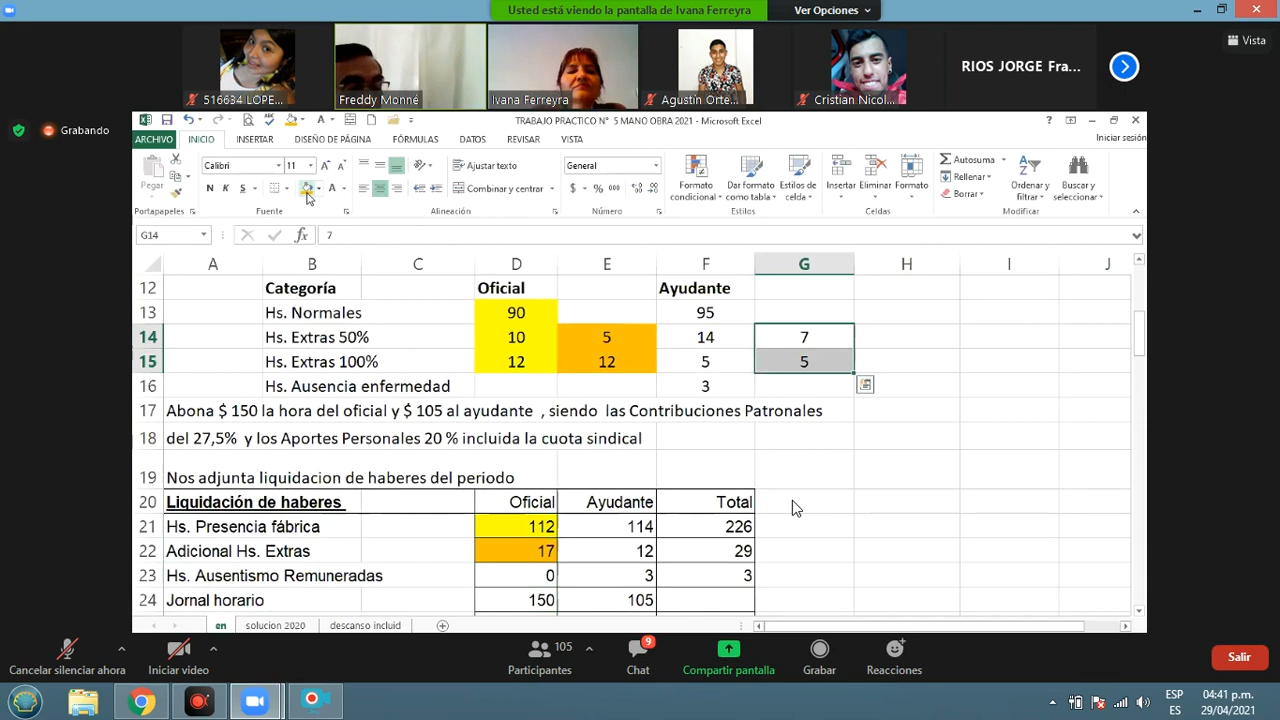 Usted está viendo la pantalla de Ivana Ferreyra
Ver Opciones
Vista
516634 LOPE...
Freddy Monné
Ivana Ferreyra
Agustín Orte...
Cristian Nicol...
RIOS JORGE Fra...
Grabando
TRABAJO PRACTICO N° 5 MANO OBRA 2021 - Microsoft Excel
ARCHIVO INICIO INSERTAR DISEÑO DE PÁGINA FÓRMULAS DATOS REVISAR VISTA Iniciar sesión
Pegar
Calibri 11
N K S
Ajustar texto
Combinar y centrar
General
$ % 000
Formato condicional
Dar formato como tabla
Estilos de celda
Insertar Eliminar Formato
Autosuma
Rellenar
Borrar
Ordenar y filtrar
Buscar y seleccionar
Portapapeles Fuente Alineación Número Estilos Celdas Modificar
G14 fx 7
A B C D E F G H I J
12 Categoría Oficial Ayudante
13 Hs. Normales 90 95
14 Hs. Extras 50% 10 5 14 7
15 Hs. Extras 100% 12 12 5 5
16 Hs. Ausencia enfermedad 3
17 Abona $ 150 la hora del oficial y $ 105 al ayudante , siendo las Contribuciones Patronales
18 del 27,5% y los Aportes Personales 20 % incluida la cuota sindical
19 Nos adjunta liquidacion de haberes del periodo
20 Liquidación de haberes Oficial Ayudante Total
21 Hs. Presencia fábrica 112 114 226
22 Adicional Hs. Extras 17 12 29
23 Hs. Ausentismo Remuneradas 0 3 3
24 Jornal horario 150 105
en solucion 2020 descanso incluid
Cancelar silenciar ahora
Iniciar video
105
Participantes
9
Chat
Compartir pantalla
Grabar
Reacciones
Salir
ESP
ES
04:41 p.m.
29/04/2021